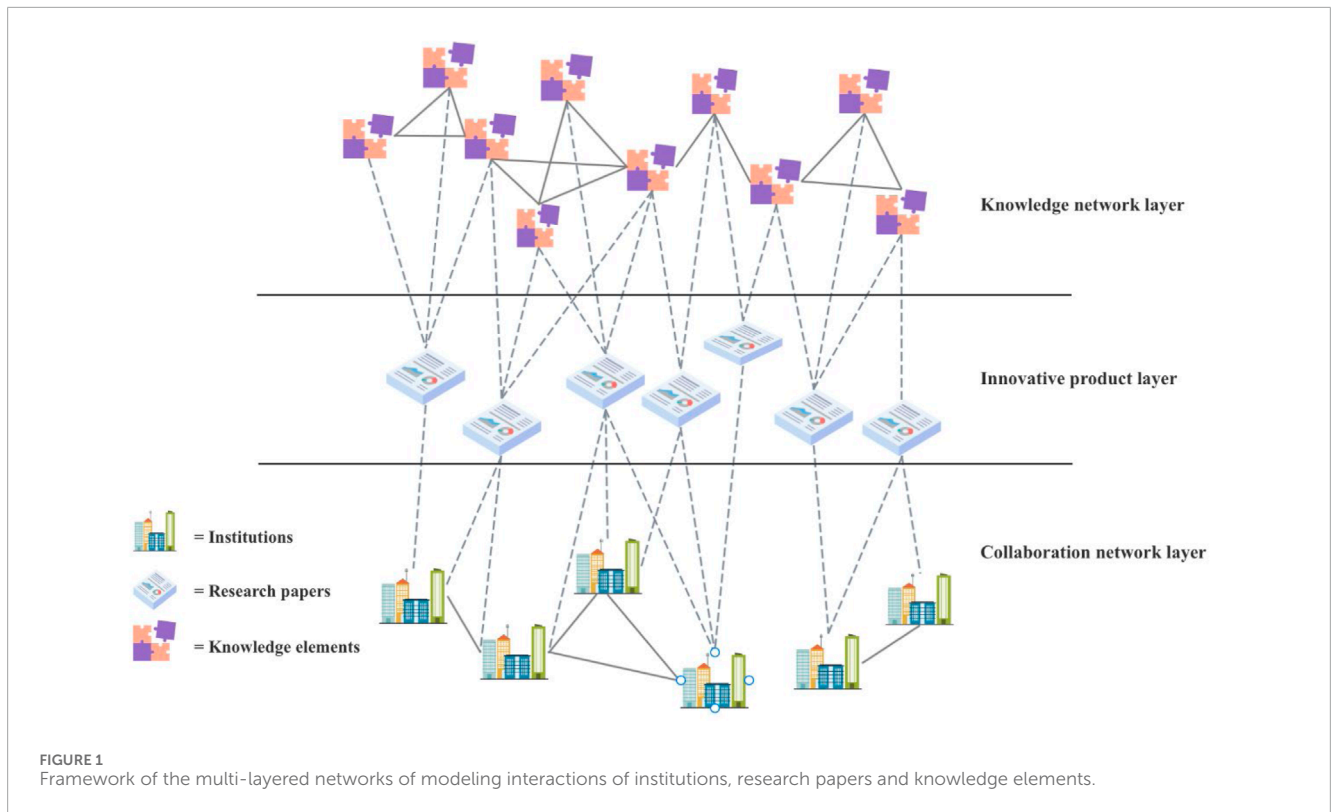 Knowledge network layer
Innovative product layer
Collaboration network layer
= Institutions
= Research papers
= Knowledge elements
FIGURE 1
Framework of the multi-layered networks of modeling interactions of institutions, research papers and knowledge elements.